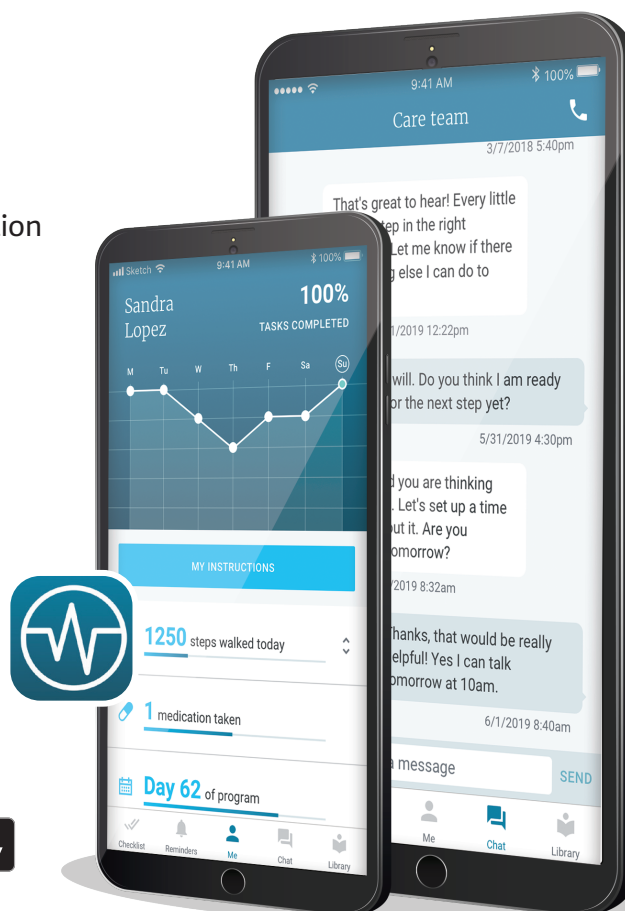 tion
9:41 AM
100%
Care team
3/7/2018 5:40pm
That's great to hear! Every little
tep in the right
Let me know if there
g else I can do to
1/2019 12:22pm
will. Do you think I am ready
or the next step yet?
5/31/2019 4:30pm
d you are thinking
. Let's set up a time
out it. Are you
omorrow?
/2019 8:32am
hanks, that would be really
elpful! Yes I can talk
omorrow at 10am.
6/1/2019 8:40am
a message
SEND
Me
Chat
Library
Sketch
9:41 AM
100%
Sandra
Lopez
100%
TASKS COMPLETED
M Tu W Th F Sa Su
MY INSTRUCTIONS
1250 steps walked today
1 medication taken
Day 62 of program
Checklist
Reminders
Me
Chat
Library